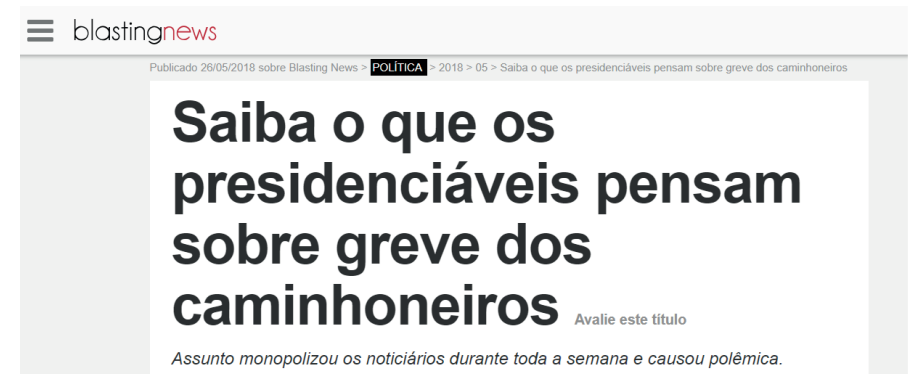 blastingnews
Publicado 26/05/2018 sobre Blasting News > POLÍTICA > 2018 > 05 > Saiba o que os presidenciáveis pensam sobre greve dos caminhoneiros
Saiba o que os
presidenciáveis pensam
sobre greve dos
caminhoneiros Avalie este título
Assunto monopolizou os noticiários durante toda a semana e causou polêmica.